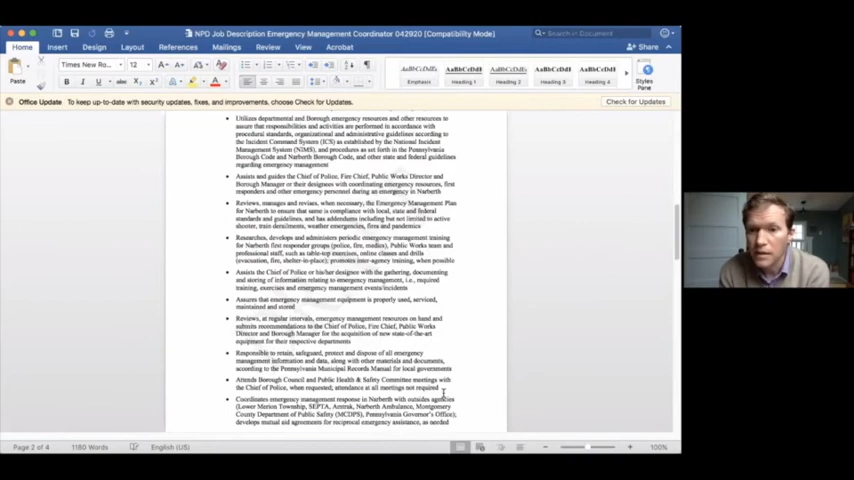 NPD Job Description Emergency Management Coordinator 042920 [Compatibility Mode]
Search in Document
Home Insert Design Layout References Mailings Review View Acrobat
Share
Paste
Times New Ro... 12
B I U abc X₂ X²
AaBbCcDdEe AaBbCcDdE AaBbCcDdE AaBbCcDdE AaBbCcDdE
Emphasis Heading 1 Heading 2 Heading 3 Heading 4
Styles
Pane
Office Update To keep up-to-date with security updates, fixes, and improvements, choose Check for Updates.
Check for Updates
• Utilizes departmental and Borough emergency resources and other resources to
assure that responsibilities and activities are performed in accordance with
procedural standards, organizational and administrative guidelines according to
the Incident Command System (ICS) as established by the National Incident
Management System (NIMS), and procedures as set forth in the Pennsylvania
Borough Code and Narberth Borough Code, and other state and federal guidelines
regarding emergency management
• Assists and guides the Chief of Police, Fire Chief, Public Works Director and
Borough Manager or their designees with coordinating emergency resources, first
responders and other emergency personnel during an emergency in Narberth
• Reviews, manages and revises, when necessary, the Emergency Management Plan
for Narberth to ensure that same is compliance with local, state and federal
standards and guidelines, and has addendums including but not limited to active
shooter, train derailments, weather emergencies, fires and pandemics
• Researches, develops and administers periodic emergency management training
for Narberth first responder groups (police, fire, medics), Public Works team and
professional staff, such as table-top exercises, online classes and drills
(evacuation, fire, shelter-in-place); promotes inter-agency training, when possible
• Assists the Chief of Police or his/her designee with the gathering, documenting
and storing of information relating to emergency management, i.e., required
training, exercises and emergency management events/incidents
• Assures that emergency management equipment is properly used, serviced,
maintained and stored
• Reviews, at regular intervals, emergency management resources on hand and
submits recommendations to the Chief of Police, Fire Chief, Public Works
Director and Borough Manager for the acquisition of new state-of-the-art
equipment for their respective departments
• Responsible to retain, safeguard, protect and dispose of all emergency
management information and data, along with other materials and documents,
according to the Pennsylvania Municipal Records Manual for local governments
• Attends Borough Council and Public Health & Safety Committee meetings with
the Chief of Police, when requested; attendance at all meetings not required
• Coordinates emergency management response in Narberth with outsides agencies
(Lower Merion Township, SEPTA, Amtrak, Narberth Ambulance, Montgomery
County Department of Public Safety (MCDPS), Pennsylvania Governor's Office);
develops mutual aid agreements for reciprocal emergency assistance, as needed
Page 2 of 4 1180 Words English (US) 100%